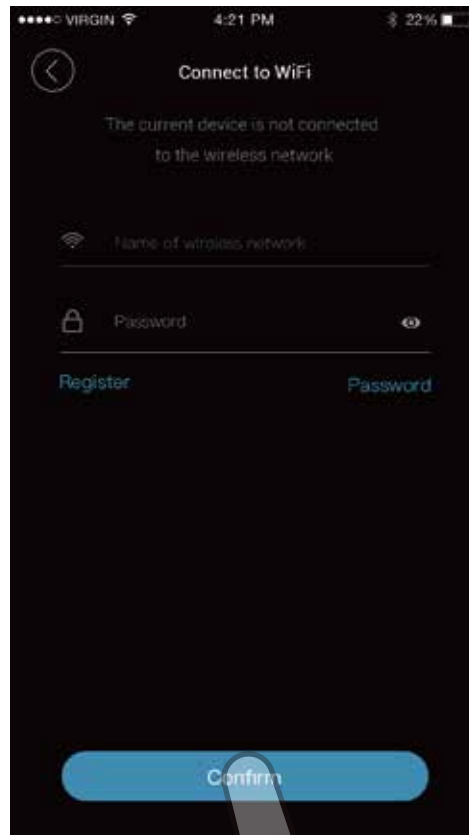 VIRGIN 4:21 PM 22%
Connect to WiFi
The current device is not connected
to the wireless network
Name of wireless network
Password
Register Password
Confirm